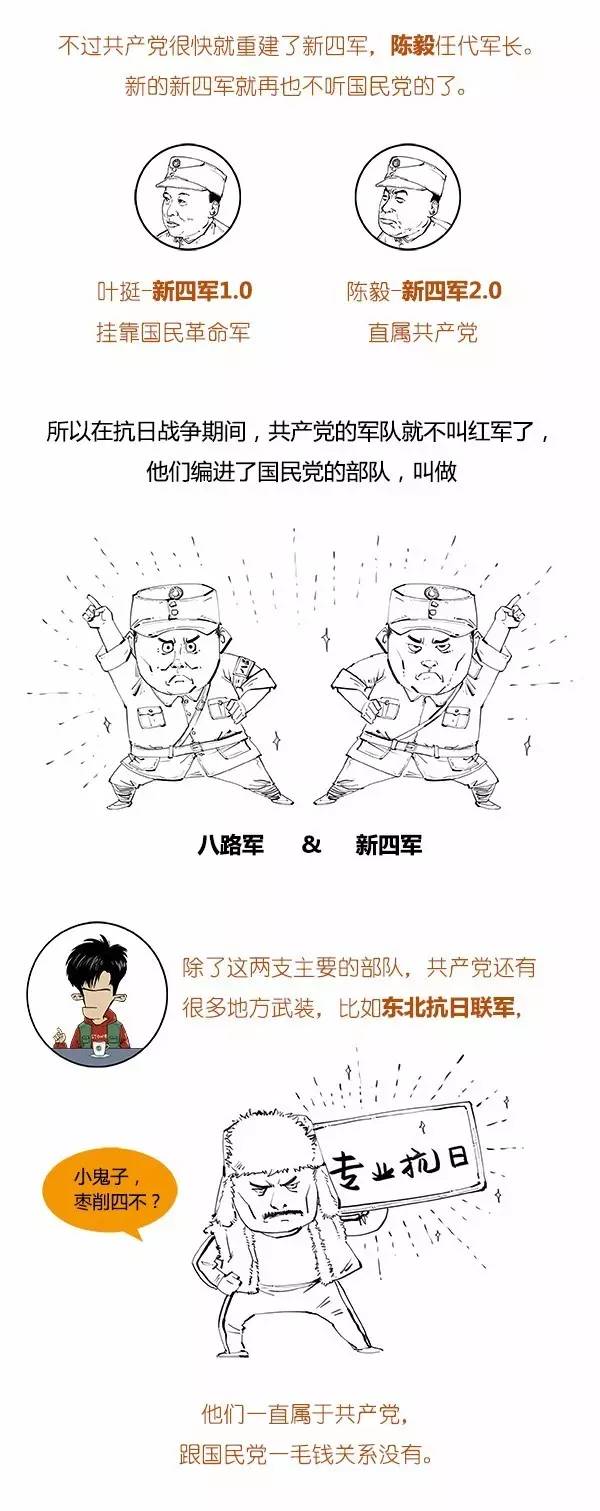 不过共产党很快就重建了新四军，陈毅任代军长。
新的新四军就再也不听国民党的了。
叶挺-新四军1.0
挂靠国民革命军
陈毅-新四军2.0
直属共产党
所以在抗日战争期间，共产党的军队就不叫红军了，
他们编进了国民党的部队，叫做
八路军 & 新四军
除了这两支主要的部队，共产党还有
很多地方武装，比如东北抗日联军，
专业抗日
小鬼子，
枣削四不？
他们一直属于共产党，
跟国民党一毛钱关系没有。